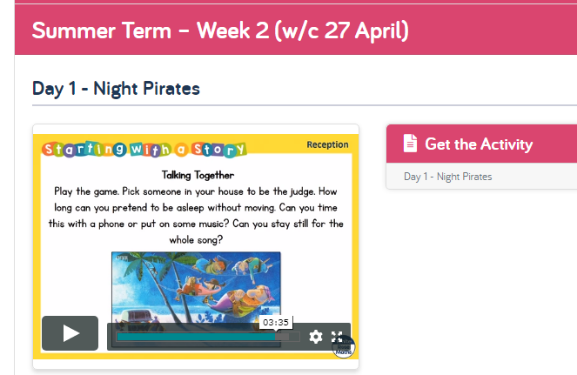 Summer Term – Week 2 (w/c 27 April)
Day 1 - Night Pirates
Starting with a Story
Reception
Talking Together
Play the game. Pick someone in your house to be the judge. How
long can you pretend to be asleep without moving. Can you time
this with a phone or put on some music? Can you stay still for the
whole song?
03:35
Get the Activity
Day 1 - Night Pirates